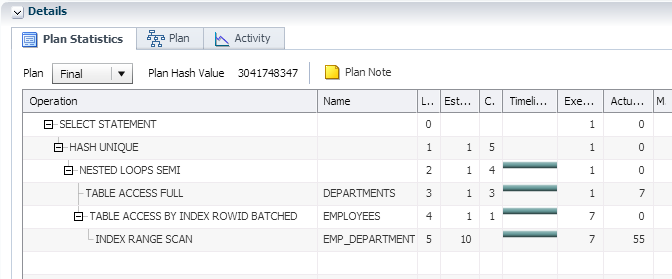 Details
Plan Statistics Plan Activity
Plan Final Plan Hash Value 3041748347 Plan Note
Operation Name L... Est... C. Timeli... Exe... Actu... M
SELECT STATEMENT 0 1 0
HASH UNIQUE 1 1 5 1 0
NESTED LOOPS SEMI 2 1 4 1 0
TABLE ACCESS FULL DEPARTMENTS 3 1 3 1 7
TABLE ACCESS BY INDEX ROWID BATCHED EMPLOYEES 4 1 1 7 0
INDEX RANGE SCAN EMP_DEPARTMENT 5 10 7 55